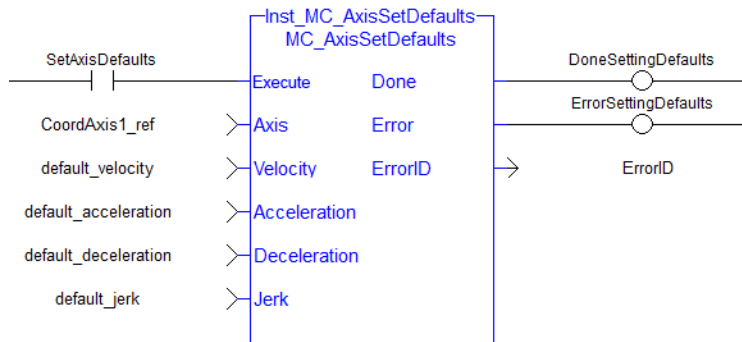 Inst_MC_AxisSetDefaults
MC_AxisSetDefaults
SetAxisDefaults
Execute
Done
DoneSettingDefaults
CoordAxis1_ref
Axis
Error
ErrorSettingDefaults
default_velocity
Velocity
ErrorID
ErrorID
default_acceleration
Acceleration
default_deceleration
Deceleration
default_jerk
Jerk